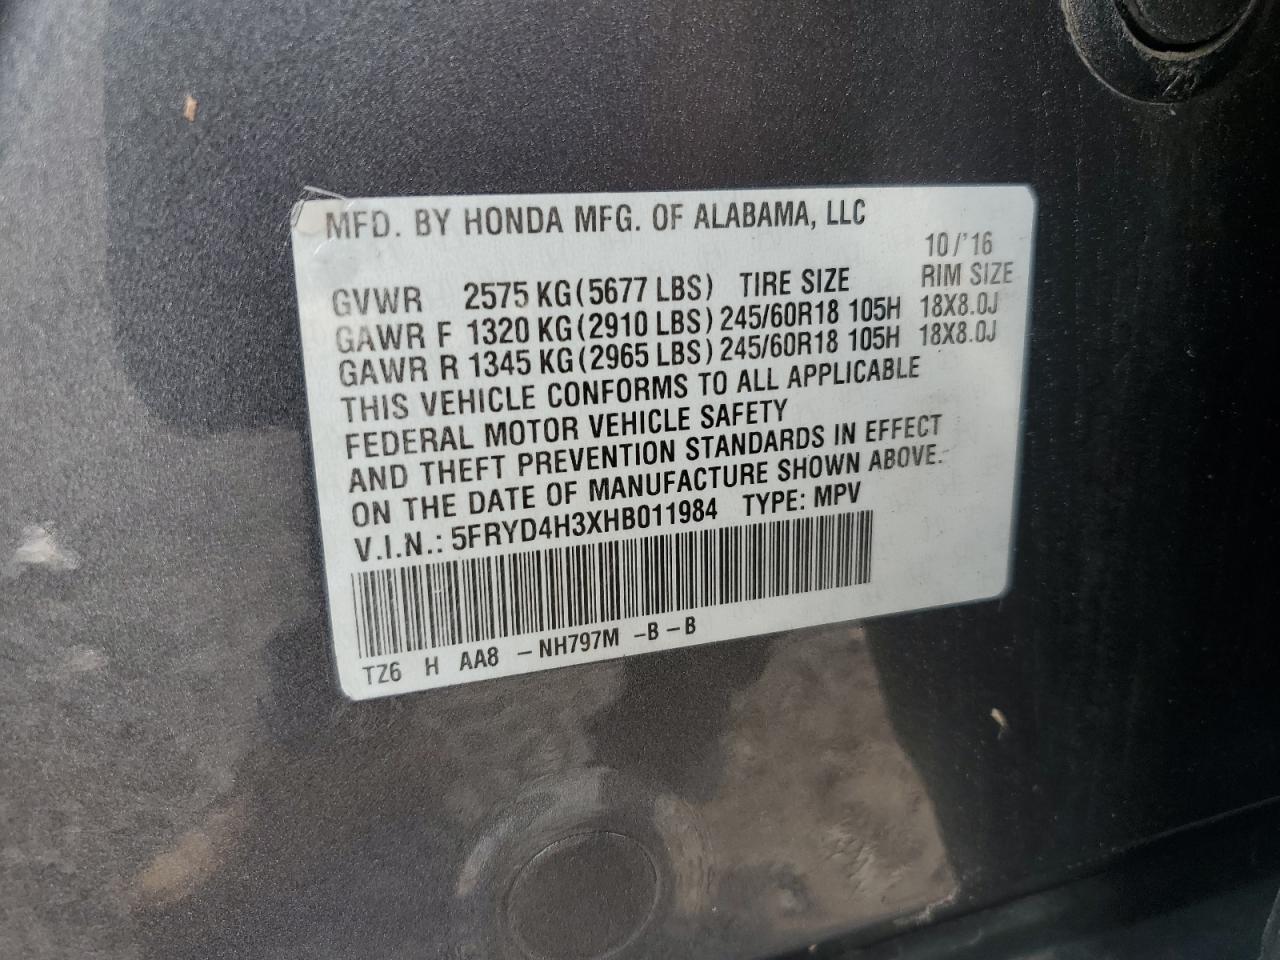 MFD. BY HONDA MFG. OF ALABAMA, LLC
10/'16
GVWR 2575 KG(5677 LBS) TIRE SIZE RIM SIZE
GAWR F 1320 KG(2910 LBS) 245/60R18 105H 18X8.0J
GAWR R 1345 KG(2965 LBS) 245/60R18 105H 18X8.0J
THIS VEHICLE CONFORMS TO ALL APPLICABLE
FEDERAL MOTOR VEHICLE SAFETY
AND THEFT PREVENTION STANDARDS IN EFFECT
ON THE DATE OF MANUFACTURE SHOWN ABOVE.
V.I.N.: 5FRYD4H3XHB011984 TYPE: MPV
TZ6 H AA8 - NH797M -B - B